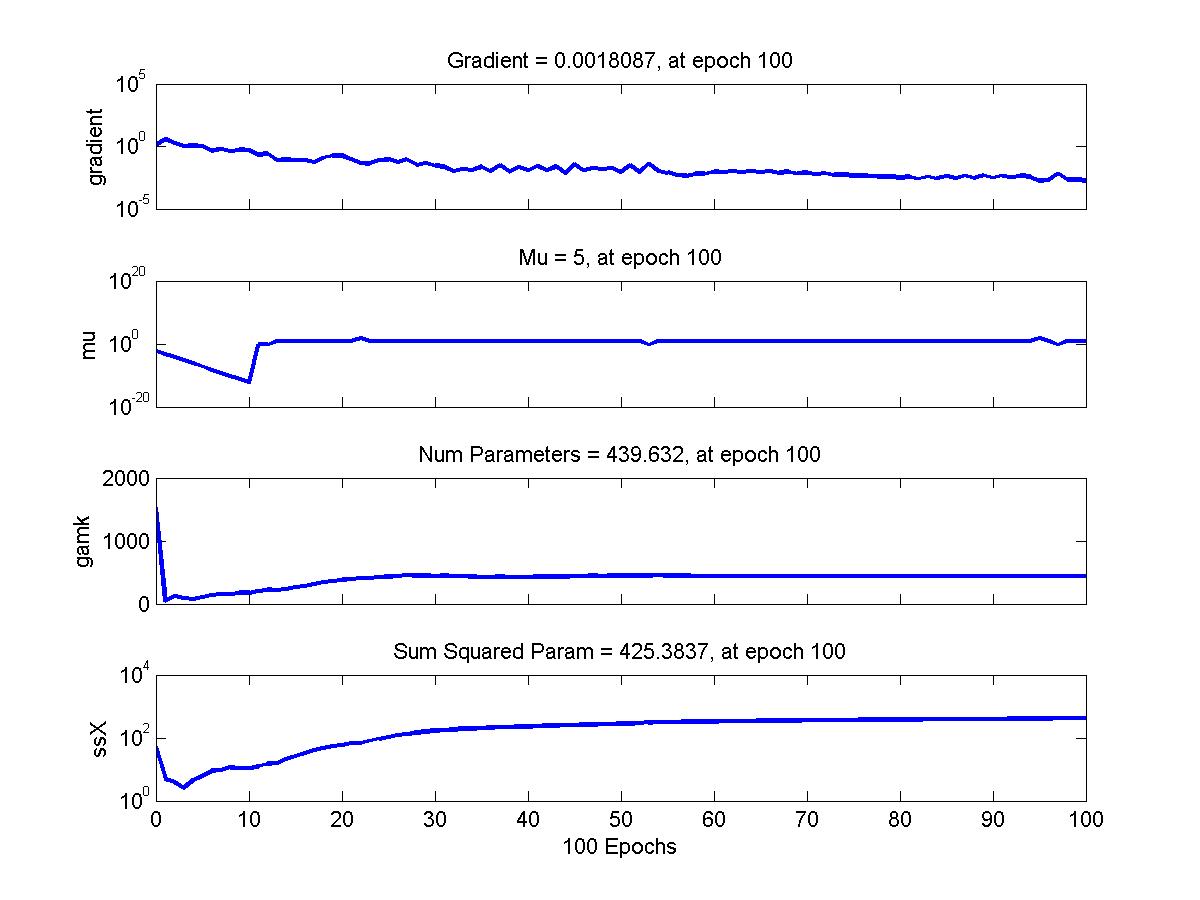 Gradient = 0.0018087, at epoch 100
10^5
10^0
10^-5
gradient
Mu = 5, at epoch 100
10^20
10^0
10^-20
mu
Num Parameters = 439.632, at epoch 100
2000
1000
0
gamk
Sum Squared Param = 425.3837, at epoch 100
10^4
10^2
10^0
ssX
0 10 20 30 40 50 60 70 80 90 100
100 Epochs